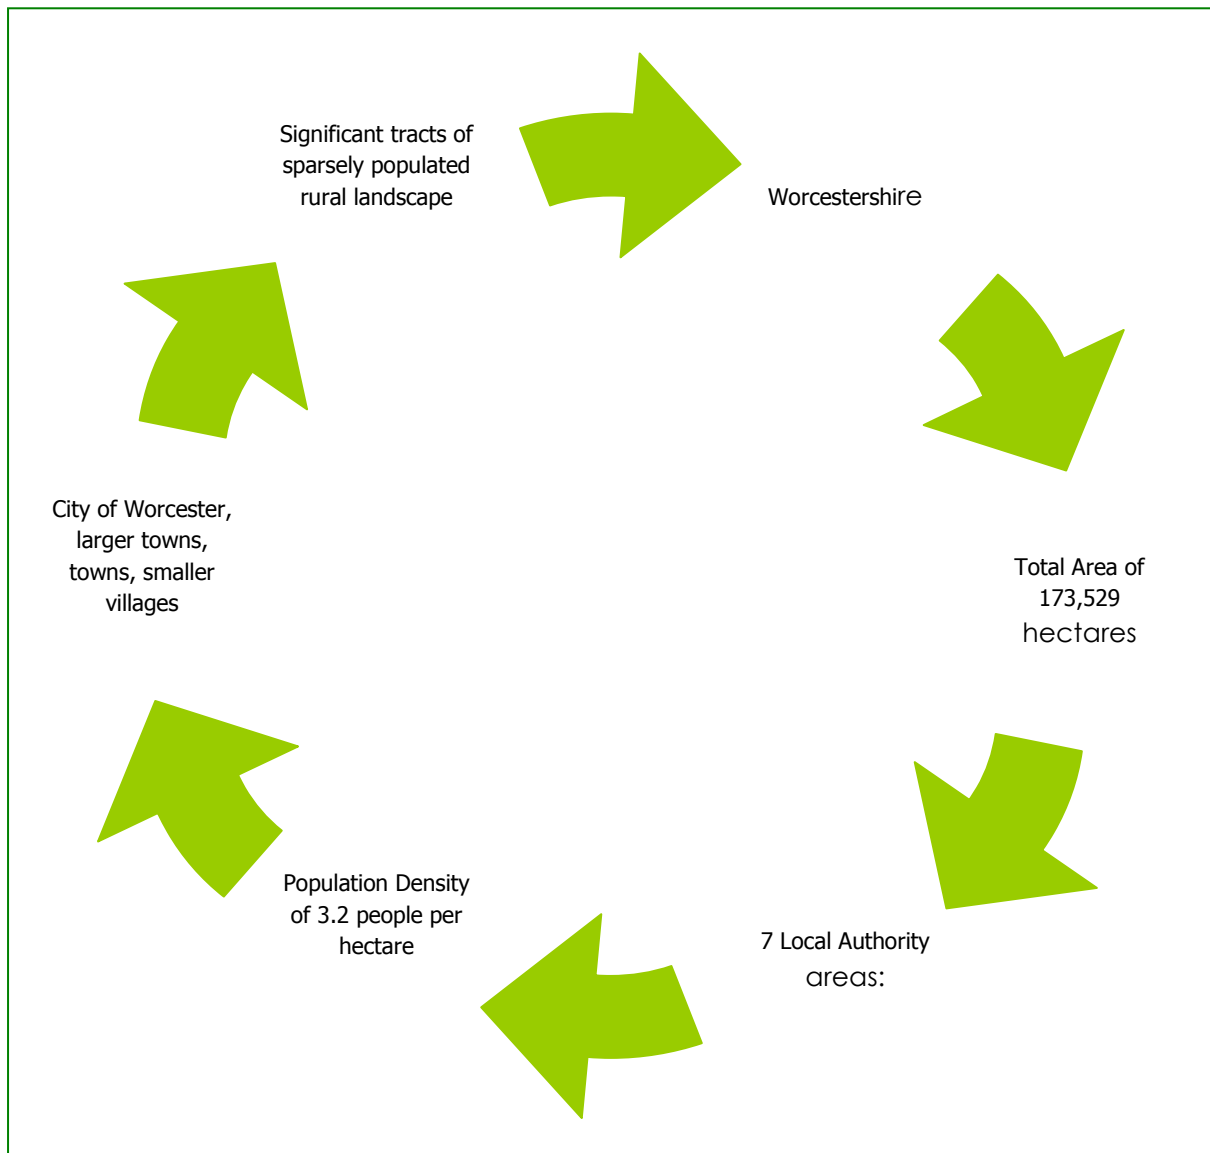 Significant tracts of
sparsely populated
rural landscape
Worcestershire
Total Area of
173,529
hectares
7 Local Authority
areas:
Population Density
of 3.2 people per
hectare
City of Worcester,
larger towns,
towns, smaller
villages